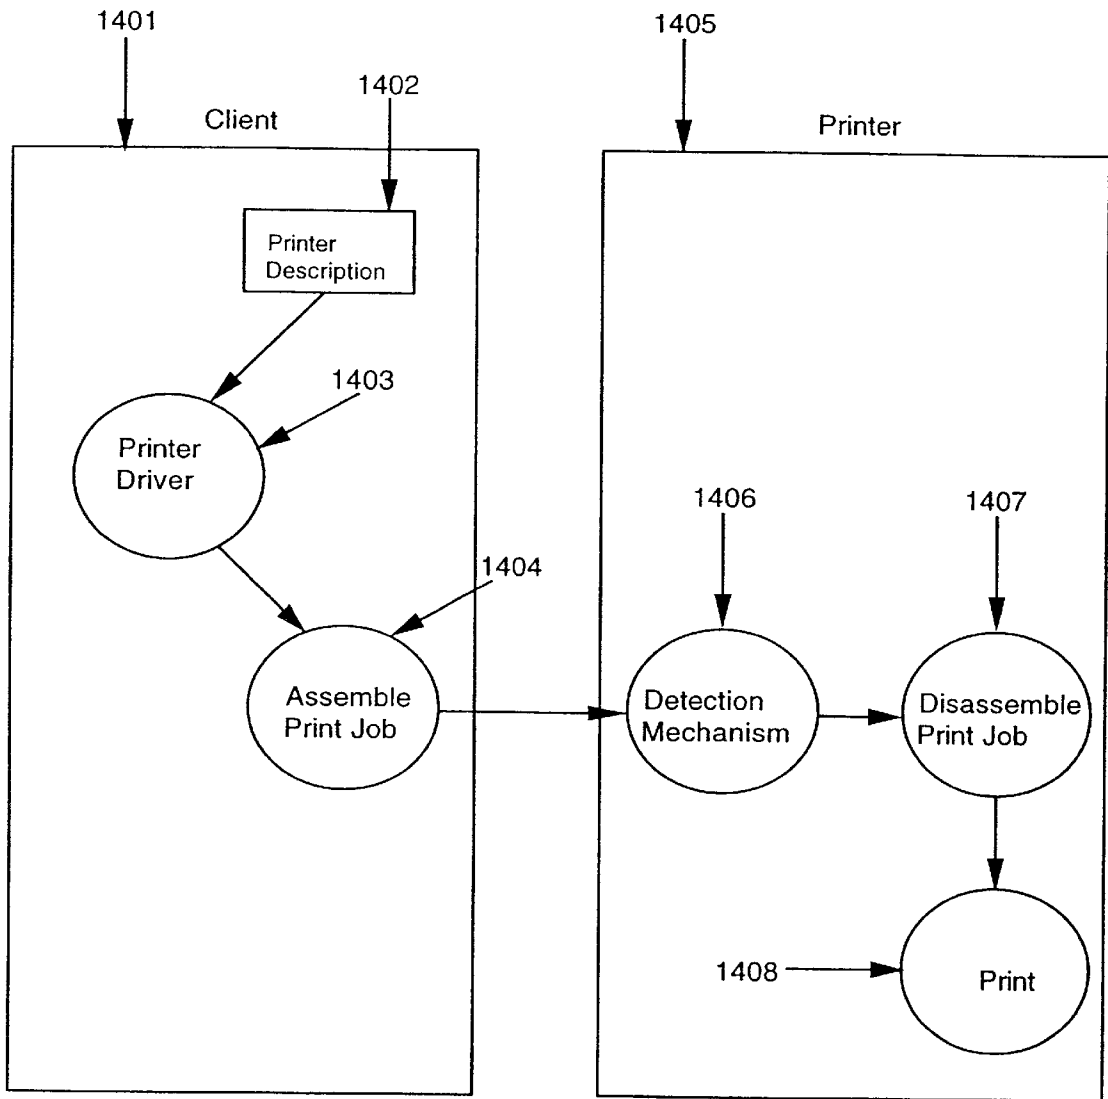 1401
1405
1402
Client
Printer
Printer
Description
1403
Printer
Driver
1406
1407
1404
Assemble
Print Job
Detection
Mechanism
Disassemble
Print Job
1408
Print